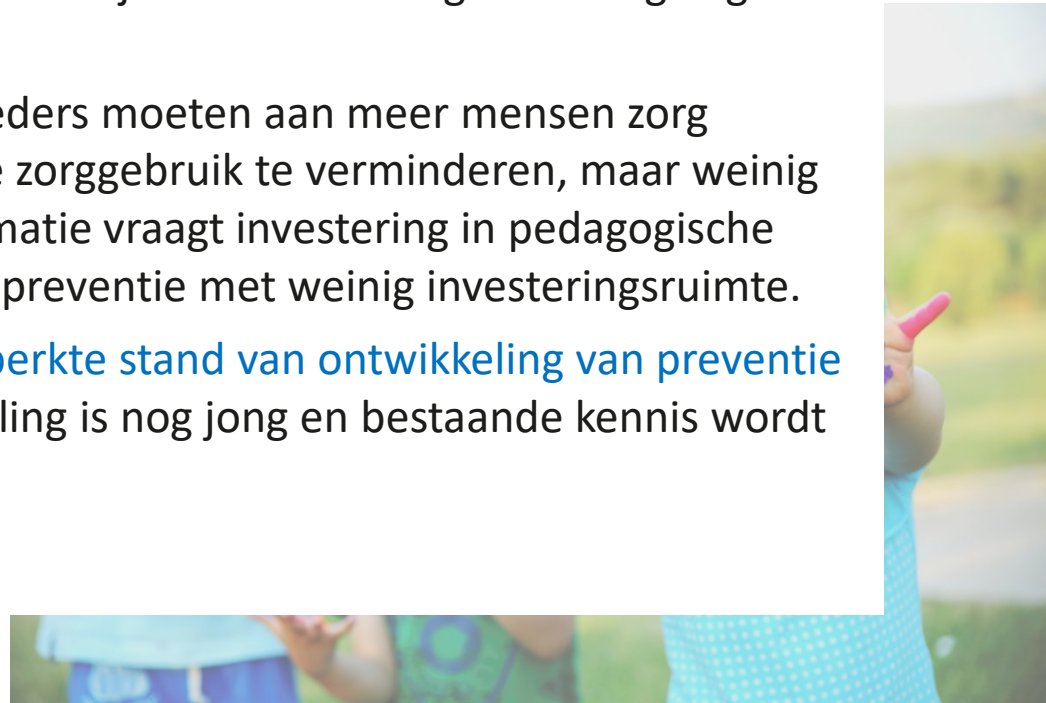 eders moeten aan meer mensen zorg
e zorggebruik te verminderen, maar weinig
matie vraagt investering in pedagogische
preventie met weinig investeringsruimte.
perkte stand van ontwikkeling van preventie
ling is nog jong en bestaande kennis wordt